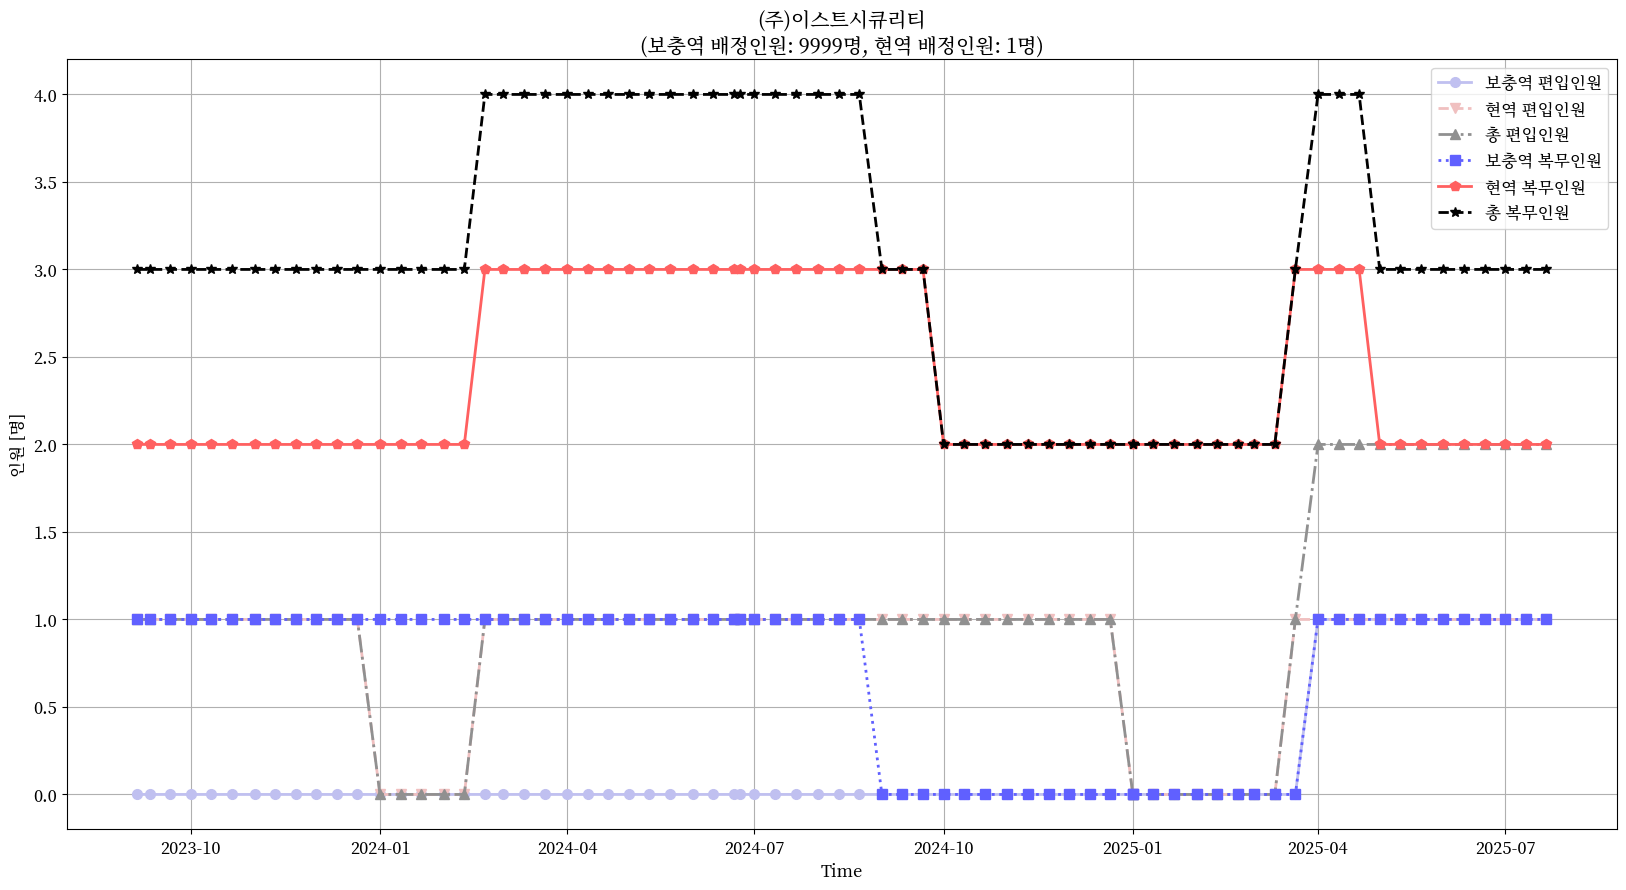 (주)이스트시큐리티
(보충역 배정인원: 9999명, 현역 배정인원: 1명)
보충역 편입인원
현역 편입인원
총 편입인원
보충역 복무인원
현역 복무인원
총 복무인원
인원 [명]
4.0
3.5
3.0
2.5
2.0
1.5
1.0
0.5
0.0
2023-10 2024-01 2024-04 2024-07 2024-10 2025-01 2025-04 2025-07
Time